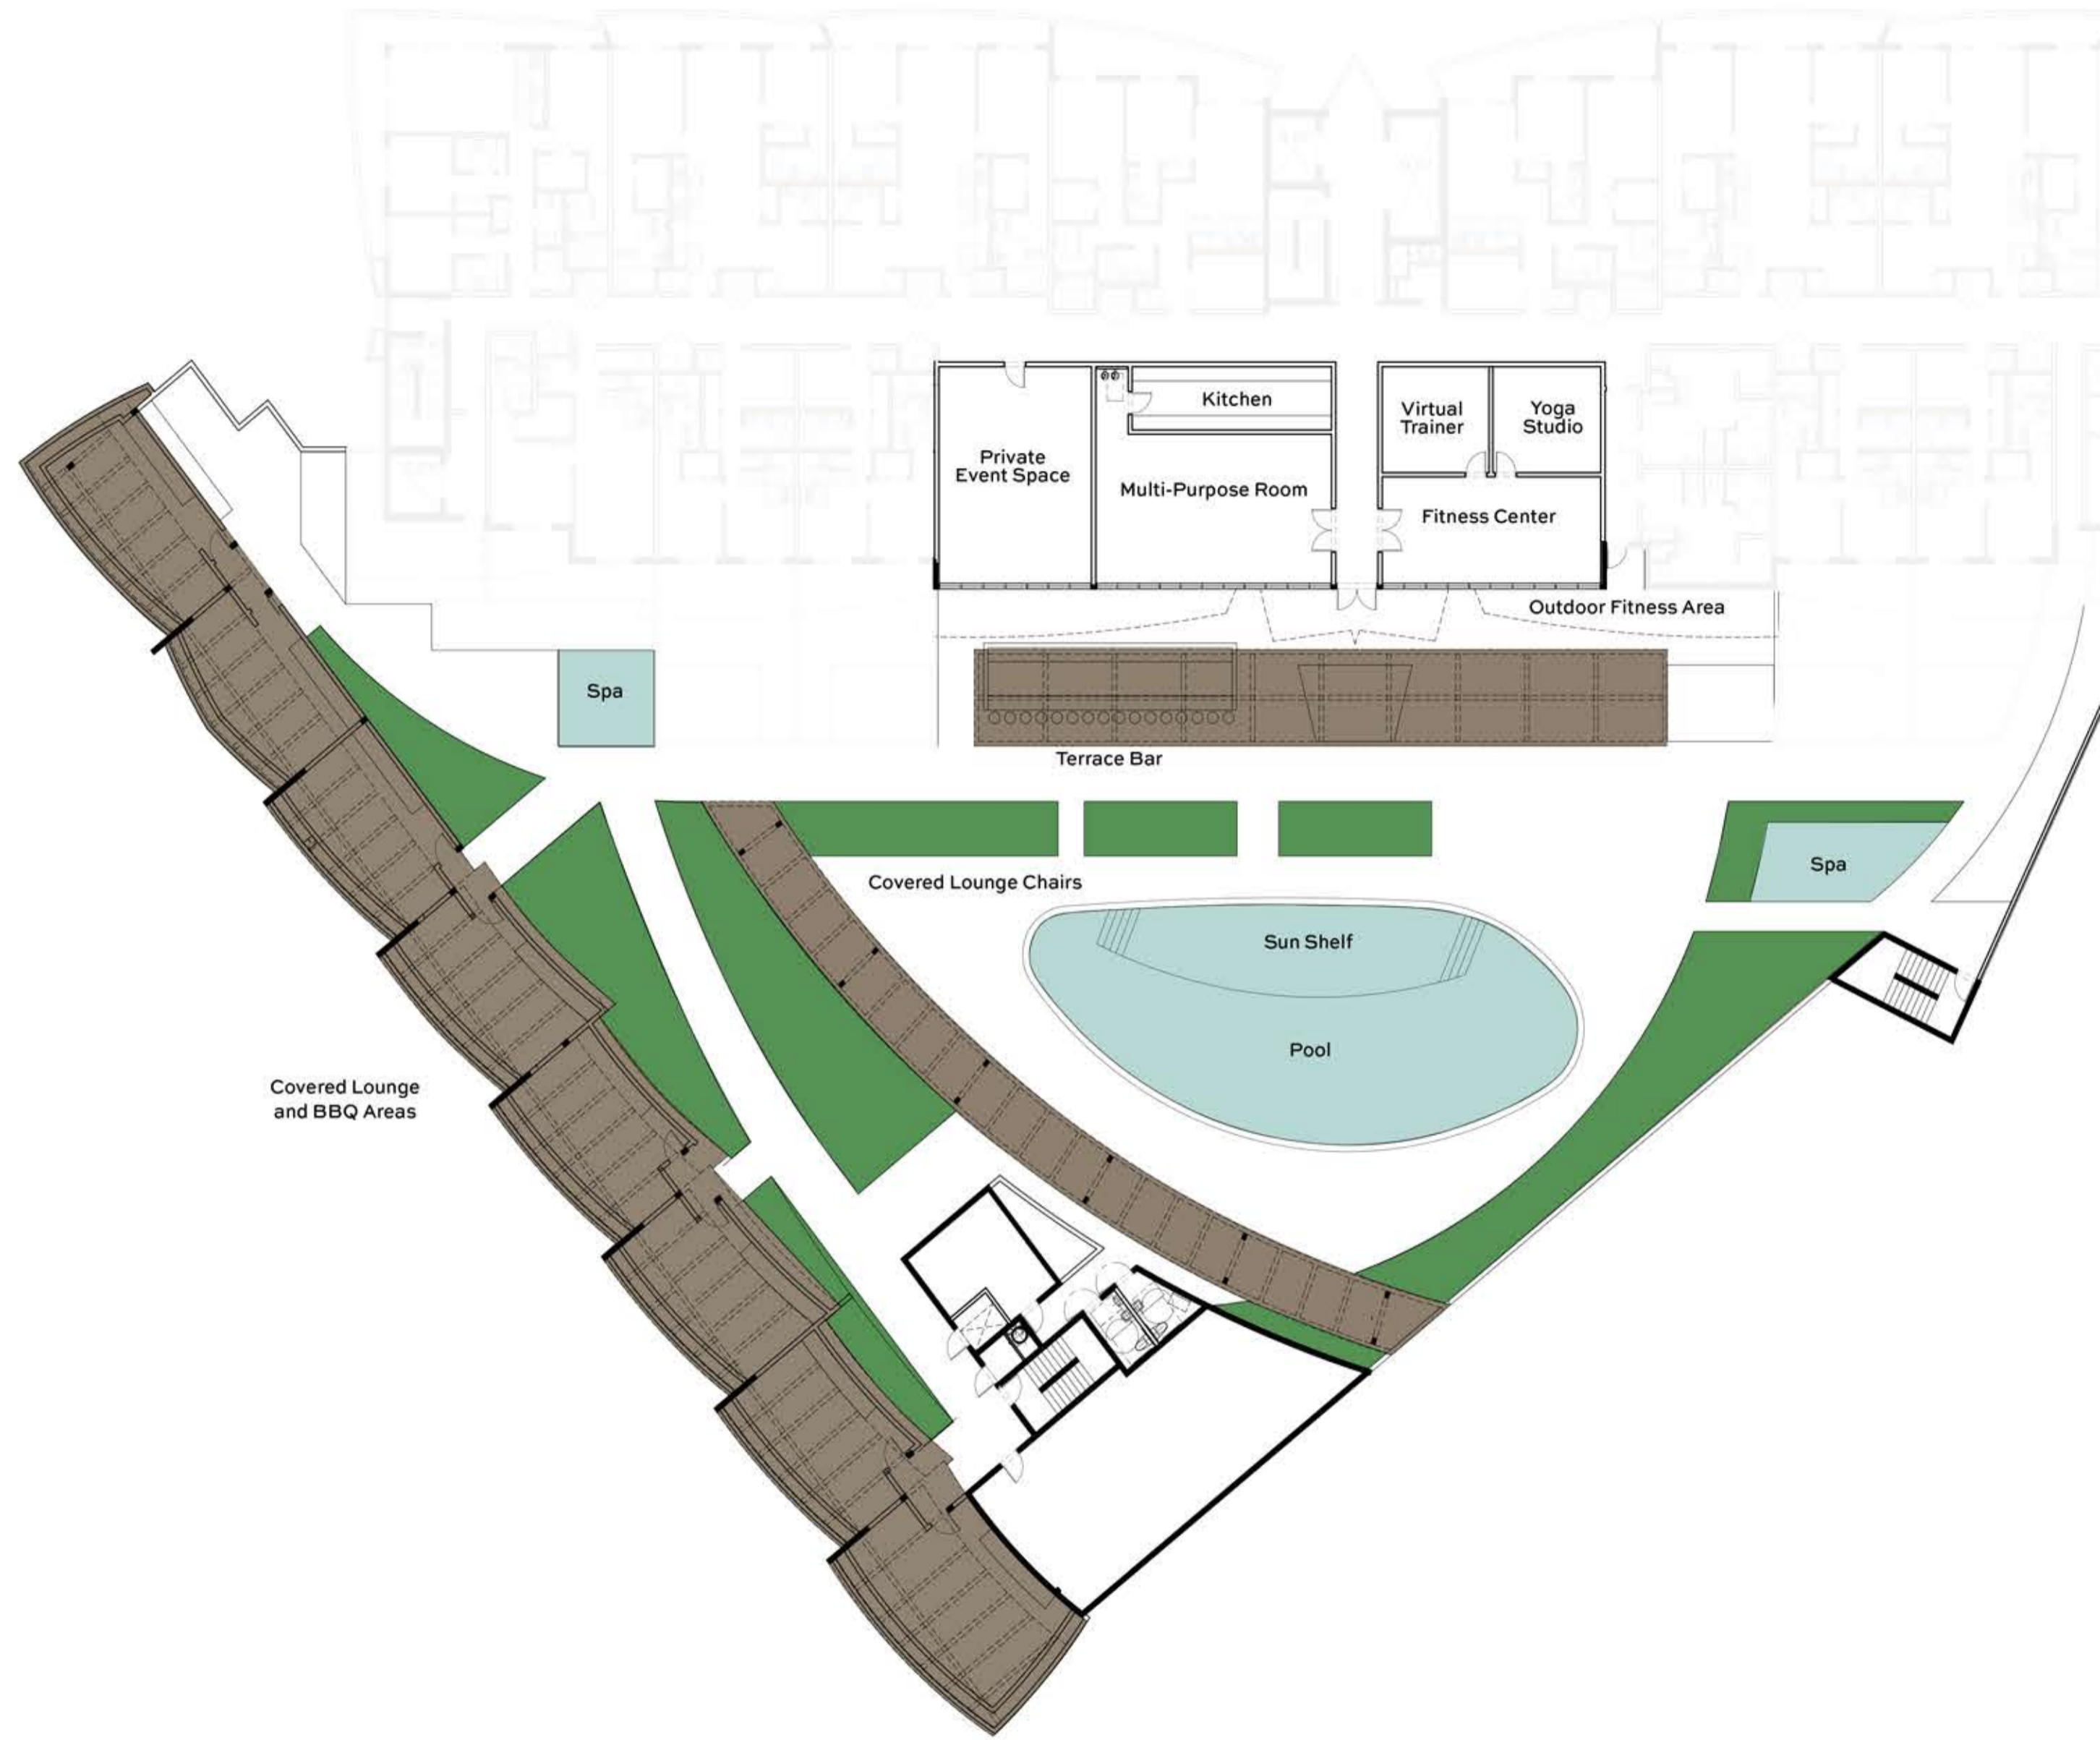 Kitchen
Virtual
Trainer
Yoga
Studio
Private
Event Space
Multi-Purpose Room
Fitness Center
Outdoor Fitness Area
Spa
Terrace Bar
Spa
Covered Lounge Chairs
Sun Shelf
Pool
Covered Lounge
and BBQ Areas